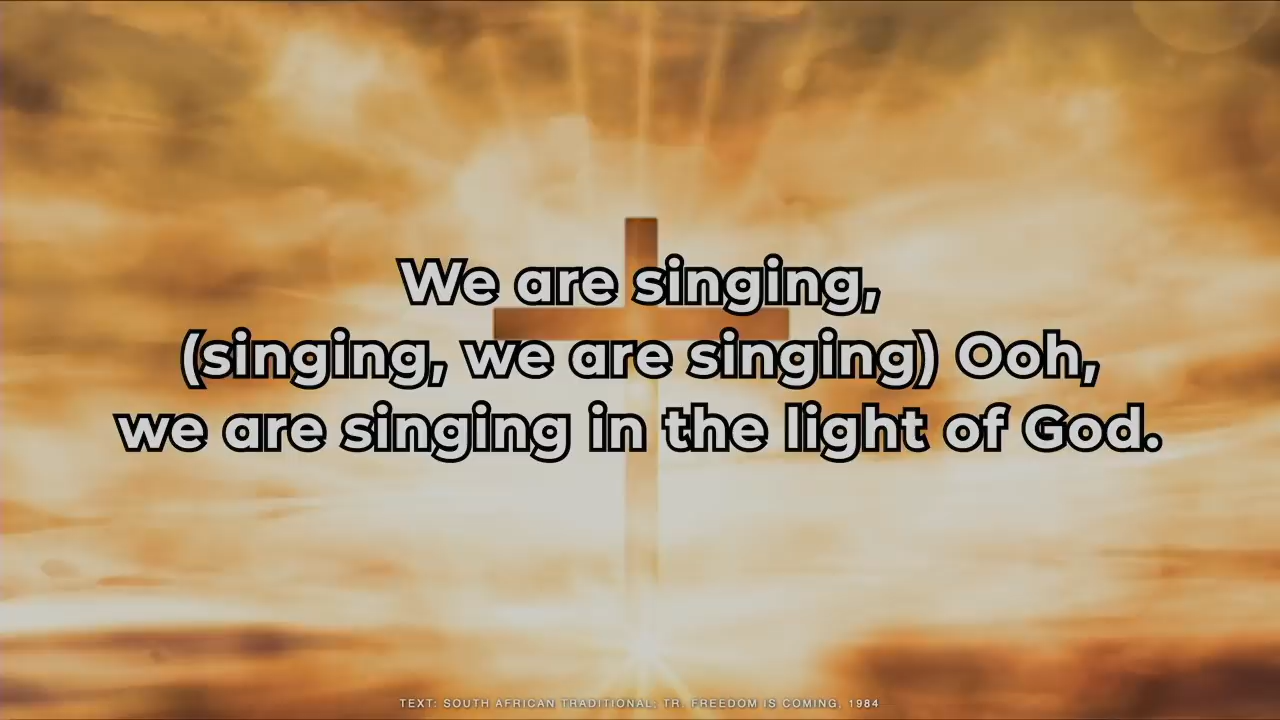 We are singing,
(singing, we are singing) Ooh,
we are singing in the light of God.
TEXT: SOUTH AFRICAN TRADITIONAL; TR. FREEDOM IS COMING, 1984